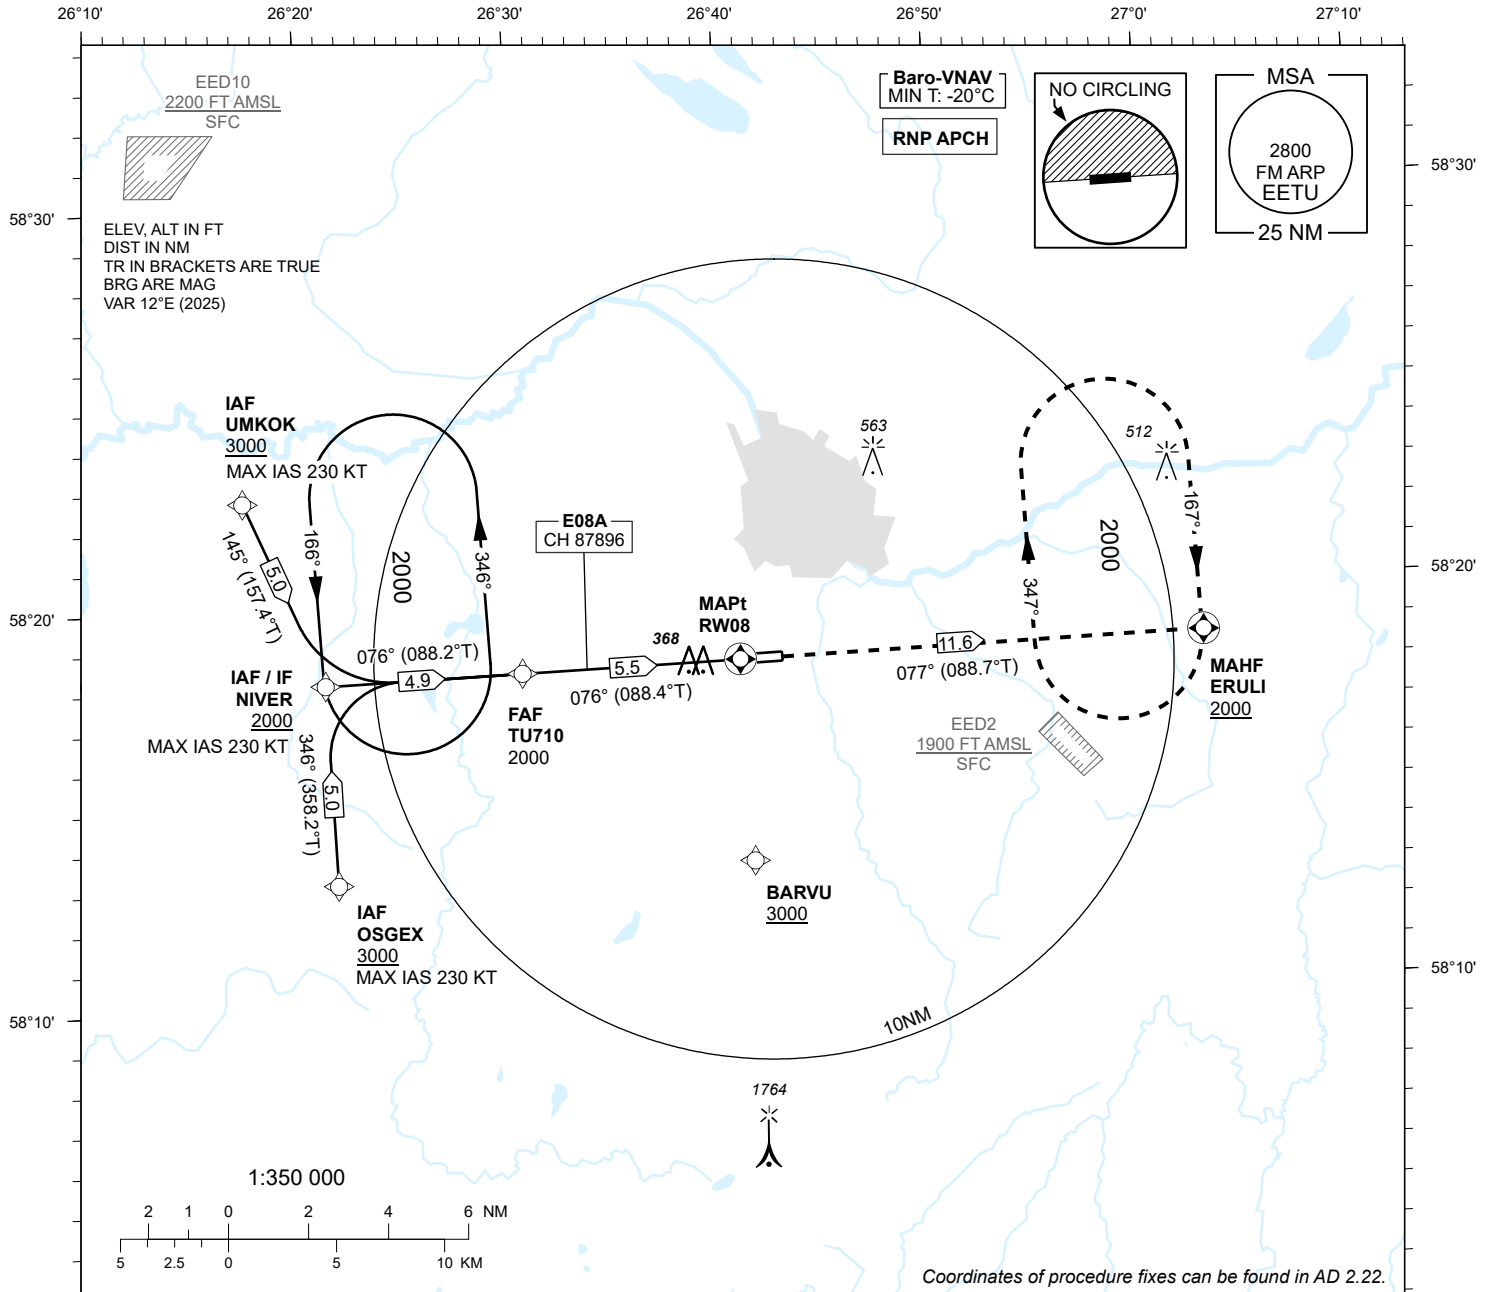 26°10'
26°20'
26°30'
26°40'
26°50'
27°0'
27°10'
EED10
2200 FT AMSL
SFC
Baro-VNAV
MIN T: -20°C
RNP APCH
NO CIRCLING
MSA
2800
FM ARP
EETU
25 NM
58°30'
58°30'
ELEV, ALT IN FT
DIST IN NM
TR IN BRACKETS ARE TRUE
BRG ARE MAG
VAR 12°E (2025)
IAF
UMKOK
3000
MAX IAS 230 KT
563
512
166°
346°
2000
145° (157.4°T)
5.0
E08A
CH 87896
2000
167°
347°
58°20'
58°20'
MAPt
RW08
368
076° (088.2°T)
4.9
5.5
076° (088.4°T)
11.6
077° (088.7°T)
IAF / IF
NIVER
2000
MAX IAS 230 KT
FAF
TU710
2000
MAHF
ERULI
2000
EED2
1900 FT AMSL
SFC
346° (358.2°T)
5.0
BARVU
3000
IAF
OSGEX
3000
MAX IAS 230 KT
58°10'
58°10'
10NM
1764
1:350 000
2 1 0 2 4 6 NM
5 2.5 0 5 10 KM
Coordinates of procedure fixes can be found in AD 2.22.